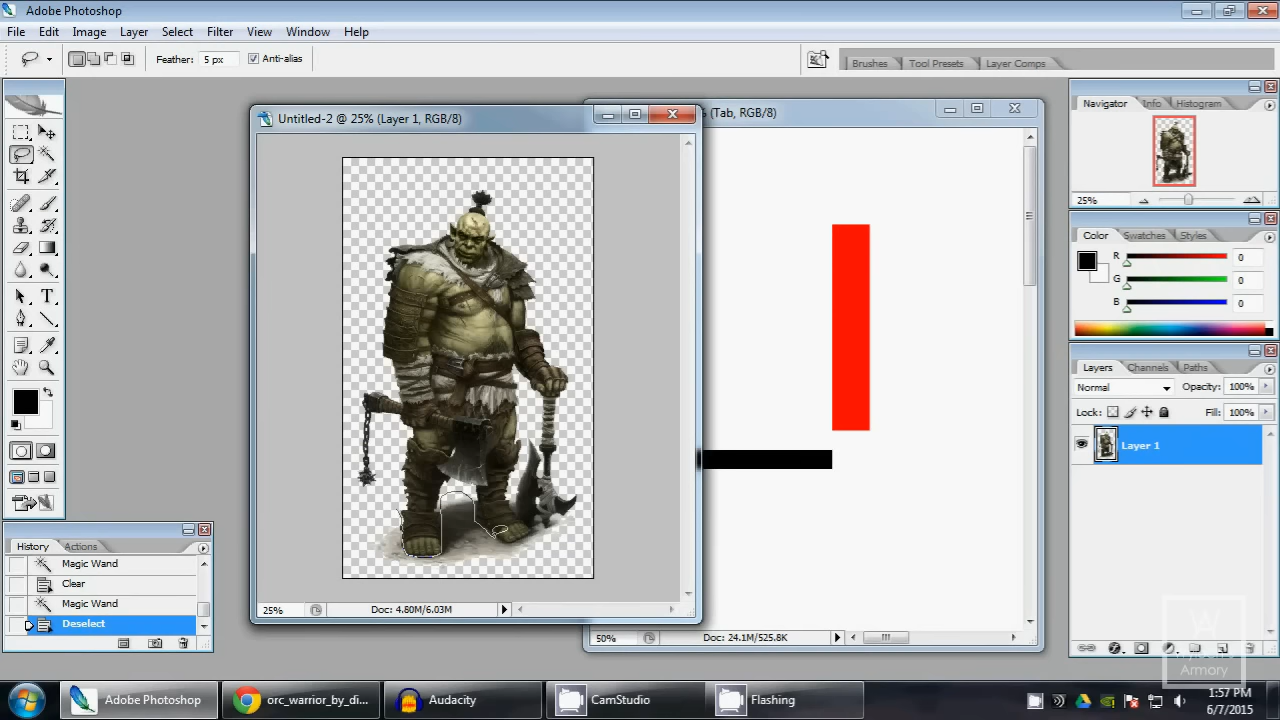 Adobe Photoshop
File Edit Image Layer Select Filter View Window Help
Feather: 5 px Anti-alias
Brushes Tool Presets Layer Comps
Untitled-2 @ 25% (Layer 1, RGB/8)
(Tab, RGB/8)
Navigator Info Histogram
25%
Color Swatches Styles
R 0
G 0
B 0
Layers Channels Paths
Normal Opacity: 100%
Lock: Fill: 100%
Layer 1
T
History Actions
Magic Wand
Clear
Magic Wand
Deselect
25% Doc: 4.80M/6.03M
50% Doc: 24.1M/525.8K
Armory
Adobe Photoshop orc_warrior_by_di... Audacity CamStudio Flashing
1:57 PM
6/7/2015